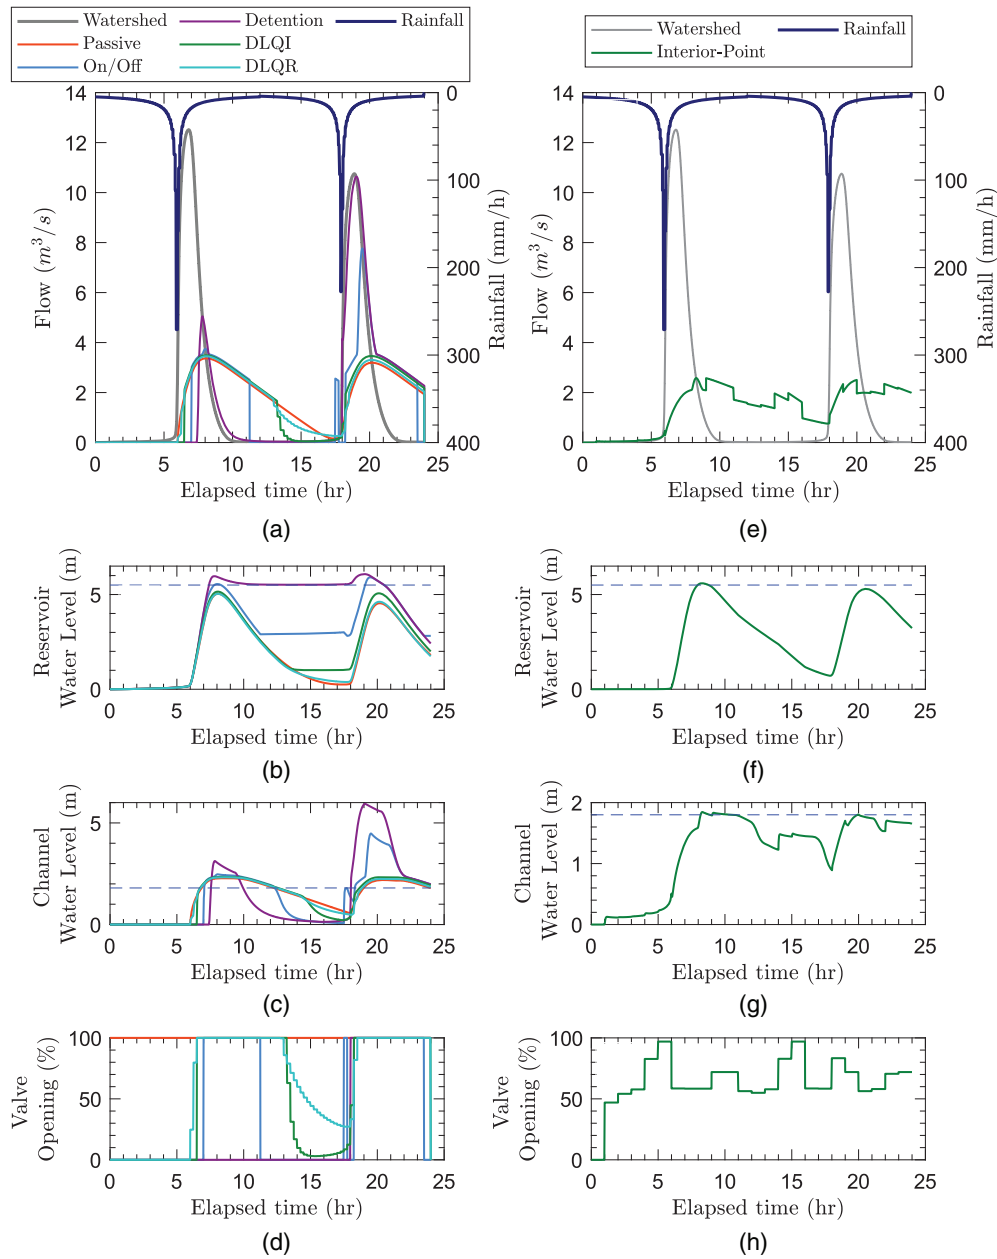 Watershed Detention Rainfall
Passive DLQI
On/Off DLQR
Watershed Rainfall
Interior-Point
14
12
10
8
6
4
2
0
Flow (m³/s)
0
100
200
300
400
Rainfall (mm/h)
0 5 10 15 20 25
Elapsed time (hr)
(a)
14
12
10
8
6
4
2
0
Flow (m³/s)
0
100
200
300
400
Rainfall (mm/h)
0 5 10 15 20 25
Elapsed time (hr)
(e)
Reservoir
Water Level (m)
5
0
0 5 10 15 20 25
Elapsed time (hr)
(b)
Reservoir
Water Level (m)
5
0
0 5 10 15 20 25
Elapsed time (hr)
(f)
Channel
Water Level (m)
5
0
0 5 10 15 20 25
Elapsed time (hr)
(c)
Channel
Water Level (m)
2
1
0
0 5 10 15 20 25
Elapsed time (hr)
(g)
Valve
Opening (%)
100
50
0
0 5 10 15 20 25
Elapsed time (hr)
(d)
Valve
Opening (%)
100
50
0
0 5 10 15 20 25
Elapsed time (hr)
(h)